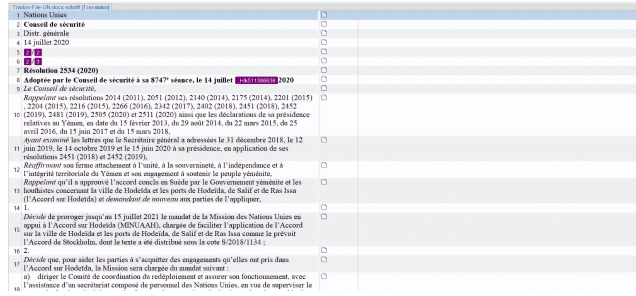 Trados-File-UN.docx.sdlxliff [Translation]
1 Nations Unies
2 Conseil de sécurité
3 Distr. générale
4 14 juillet 2020
5 2 / 2
6 2 / 3
7 Résolution 2534 (2020)
8 Adoptée par le Conseil de sécurité à sa 8747e séance, le 14 juillet Hlk511386636 2020
9 Le Conseil de sécurité,
Rappelant ses résolutions 2014 (2011), 2051 (2012), 2140 (2014), 2175 (2014), 2201 (2015)
, 2204 (2015), 2216 (2015), 2266 (2016), 2342 (2017), 2402 (2018), 2451 (2018), 2452
10 (2019), 2481 (2019), 2505 (2020) et 2511 (2020) ainsi que les déclarations de sa présidence
relatives au Yémen, en date du 15 février 2013, du 29 août 2014, du 22 mars 2015, du 25
avril 2016, du 15 juin 2017 et du 15 mars 2018,
Ayant examiné les lettres que le Secrétaire général a adressées le 31 décembre 2018, le 12
11 juin 2019, le 14 octobre 2019 et le 15 juin 2020 à sa présidence, en application de ses
résolutions 2451 (2018) et 2452 (2019),
12 Réaffirmant son ferme attachement à l'unité, à la souveraineté, à l'indépendance et à
l'intégrité territoriale du Yémen et son engagement à soutenir le peuple yéménite,
Rappelant qu'il a approuvé l'accord conclu en Suède par le Gouvernement yéménite et les
13 houthistes concernant la ville de Hodeïda et les ports de Hodeïda, de Salif et de Ras Issa
(l'Accord sur Hodeïda) et demandant de nouveau aux parties de l'appliquer,
14 1.
Décide de proroger jusqu'au 15 juillet 2021 le mandat de la Mission des Nations Unies en
15 appui à l'Accord sur Hodeïda (MINUAAH), chargée de faciliter l'application de l'Accord
sur la ville de Hodeïda et les ports de Hodeïda, de Salif et de Ras Issa comme le prévoit
l'Accord de Stockholm, dont le texte a été distribué sous la cote S/2018/1134 ;
16 2.
17 Décide que, pour aider les parties à s'acquitter des engagements qu'elles ont pris dans
l'Accord sur Hodeïda, la Mission sera chargée du mandat suivant :
a) diriger le Comité de coordination du redéploiement et assurer son fonctionnement, avec
18 l'assistance d'un secrétariat composé de personnel des Nations Unies, en vue de superviser le